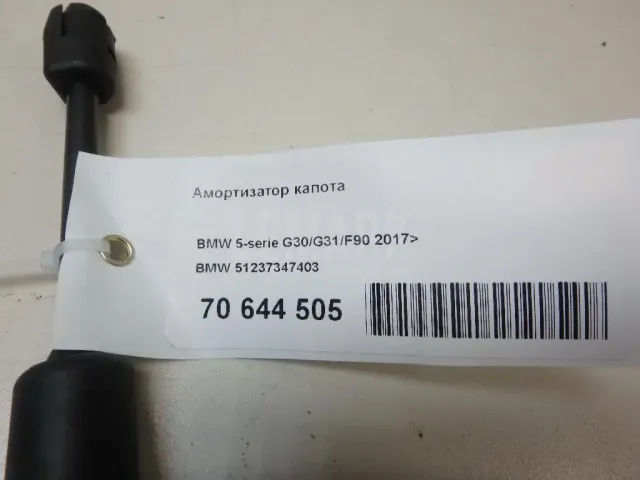 Амортизатор капота
BMW 5-serie G30/G31/F90 2017>
BMW 51237347403
70 644 505